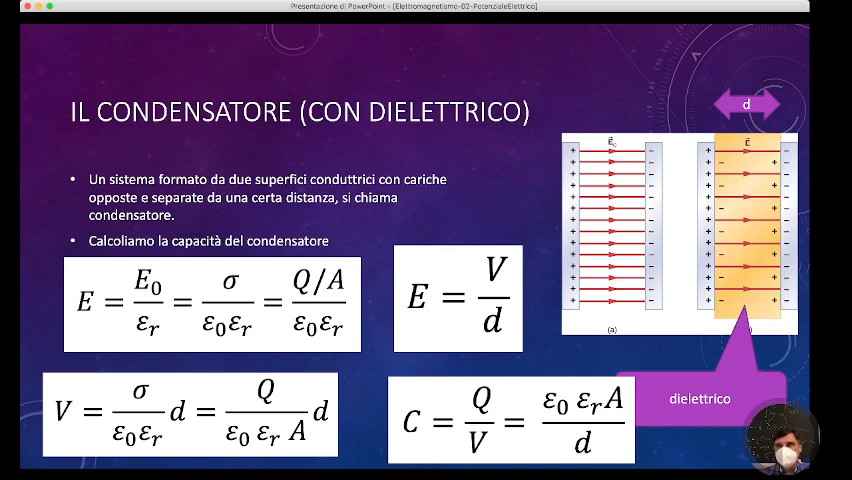 Presentazione di PowerPoint - [Elettromagnetismo-02-PotenzialeElettrico]
IL CONDENSATORE (CON DIELETTRICO)
• Un sistema formato da due superfici conduttrici con cariche
opposte e separate da una certa distanza, si chiama
condensatore.
• Calcoliamo la capacità del condensatore
E = E₀/εᵣ = σ/(ε₀εᵣ) = (Q/A)/(ε₀εᵣ)
E = V/d
V = σ/(ε₀εᵣ) d = Q/(ε₀ εᵣ A) d
C = Q/V = (ε₀ εᵣ A)/d
d
E⃗₀
E⃗
(a)
dielettrico